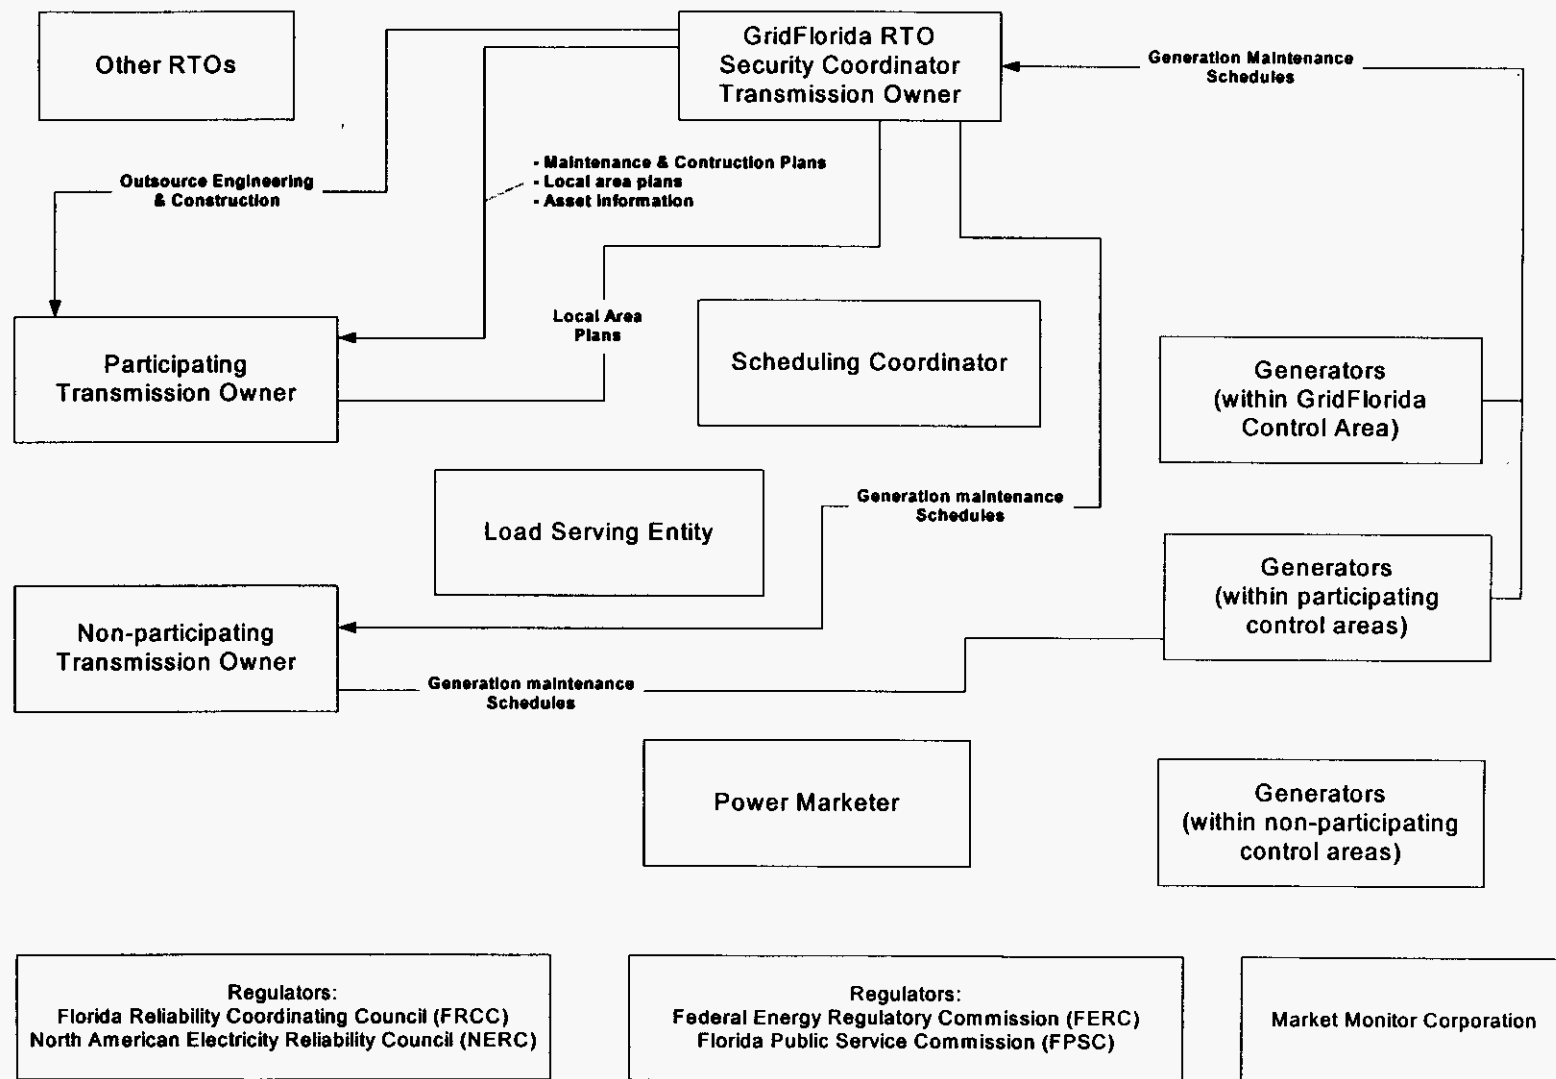 Other RTOs
GridFlorida RTO
Security Coordinator
Transmission Owner
Generation Maintenance
Schedules
Outsource Engineering
& Construction
- Maintenance & Contruction Plans
- Local area plans
- Asset information
Participating
Transmission Owner
Local Area
Plans
Scheduling Coordinator
Generators
(within GridFlorida
Control Area)
Load Serving Entity
Generation maintenance
Schedules
Generators
(within participating
control areas)
Non-participating
Transmission Owner
Generation maintenance
Schedules
Power Marketer
Generators
(within non-participating
control areas)
Regulators:
Florida Reliability Coordinating Council (FRCC)
North American Electricity Reliability Council (NERC)
Regulators:
Federal Energy Regulatory Commission (FERC)
Florida Public Service Commission (FPSC)
Market Monitor Corporation